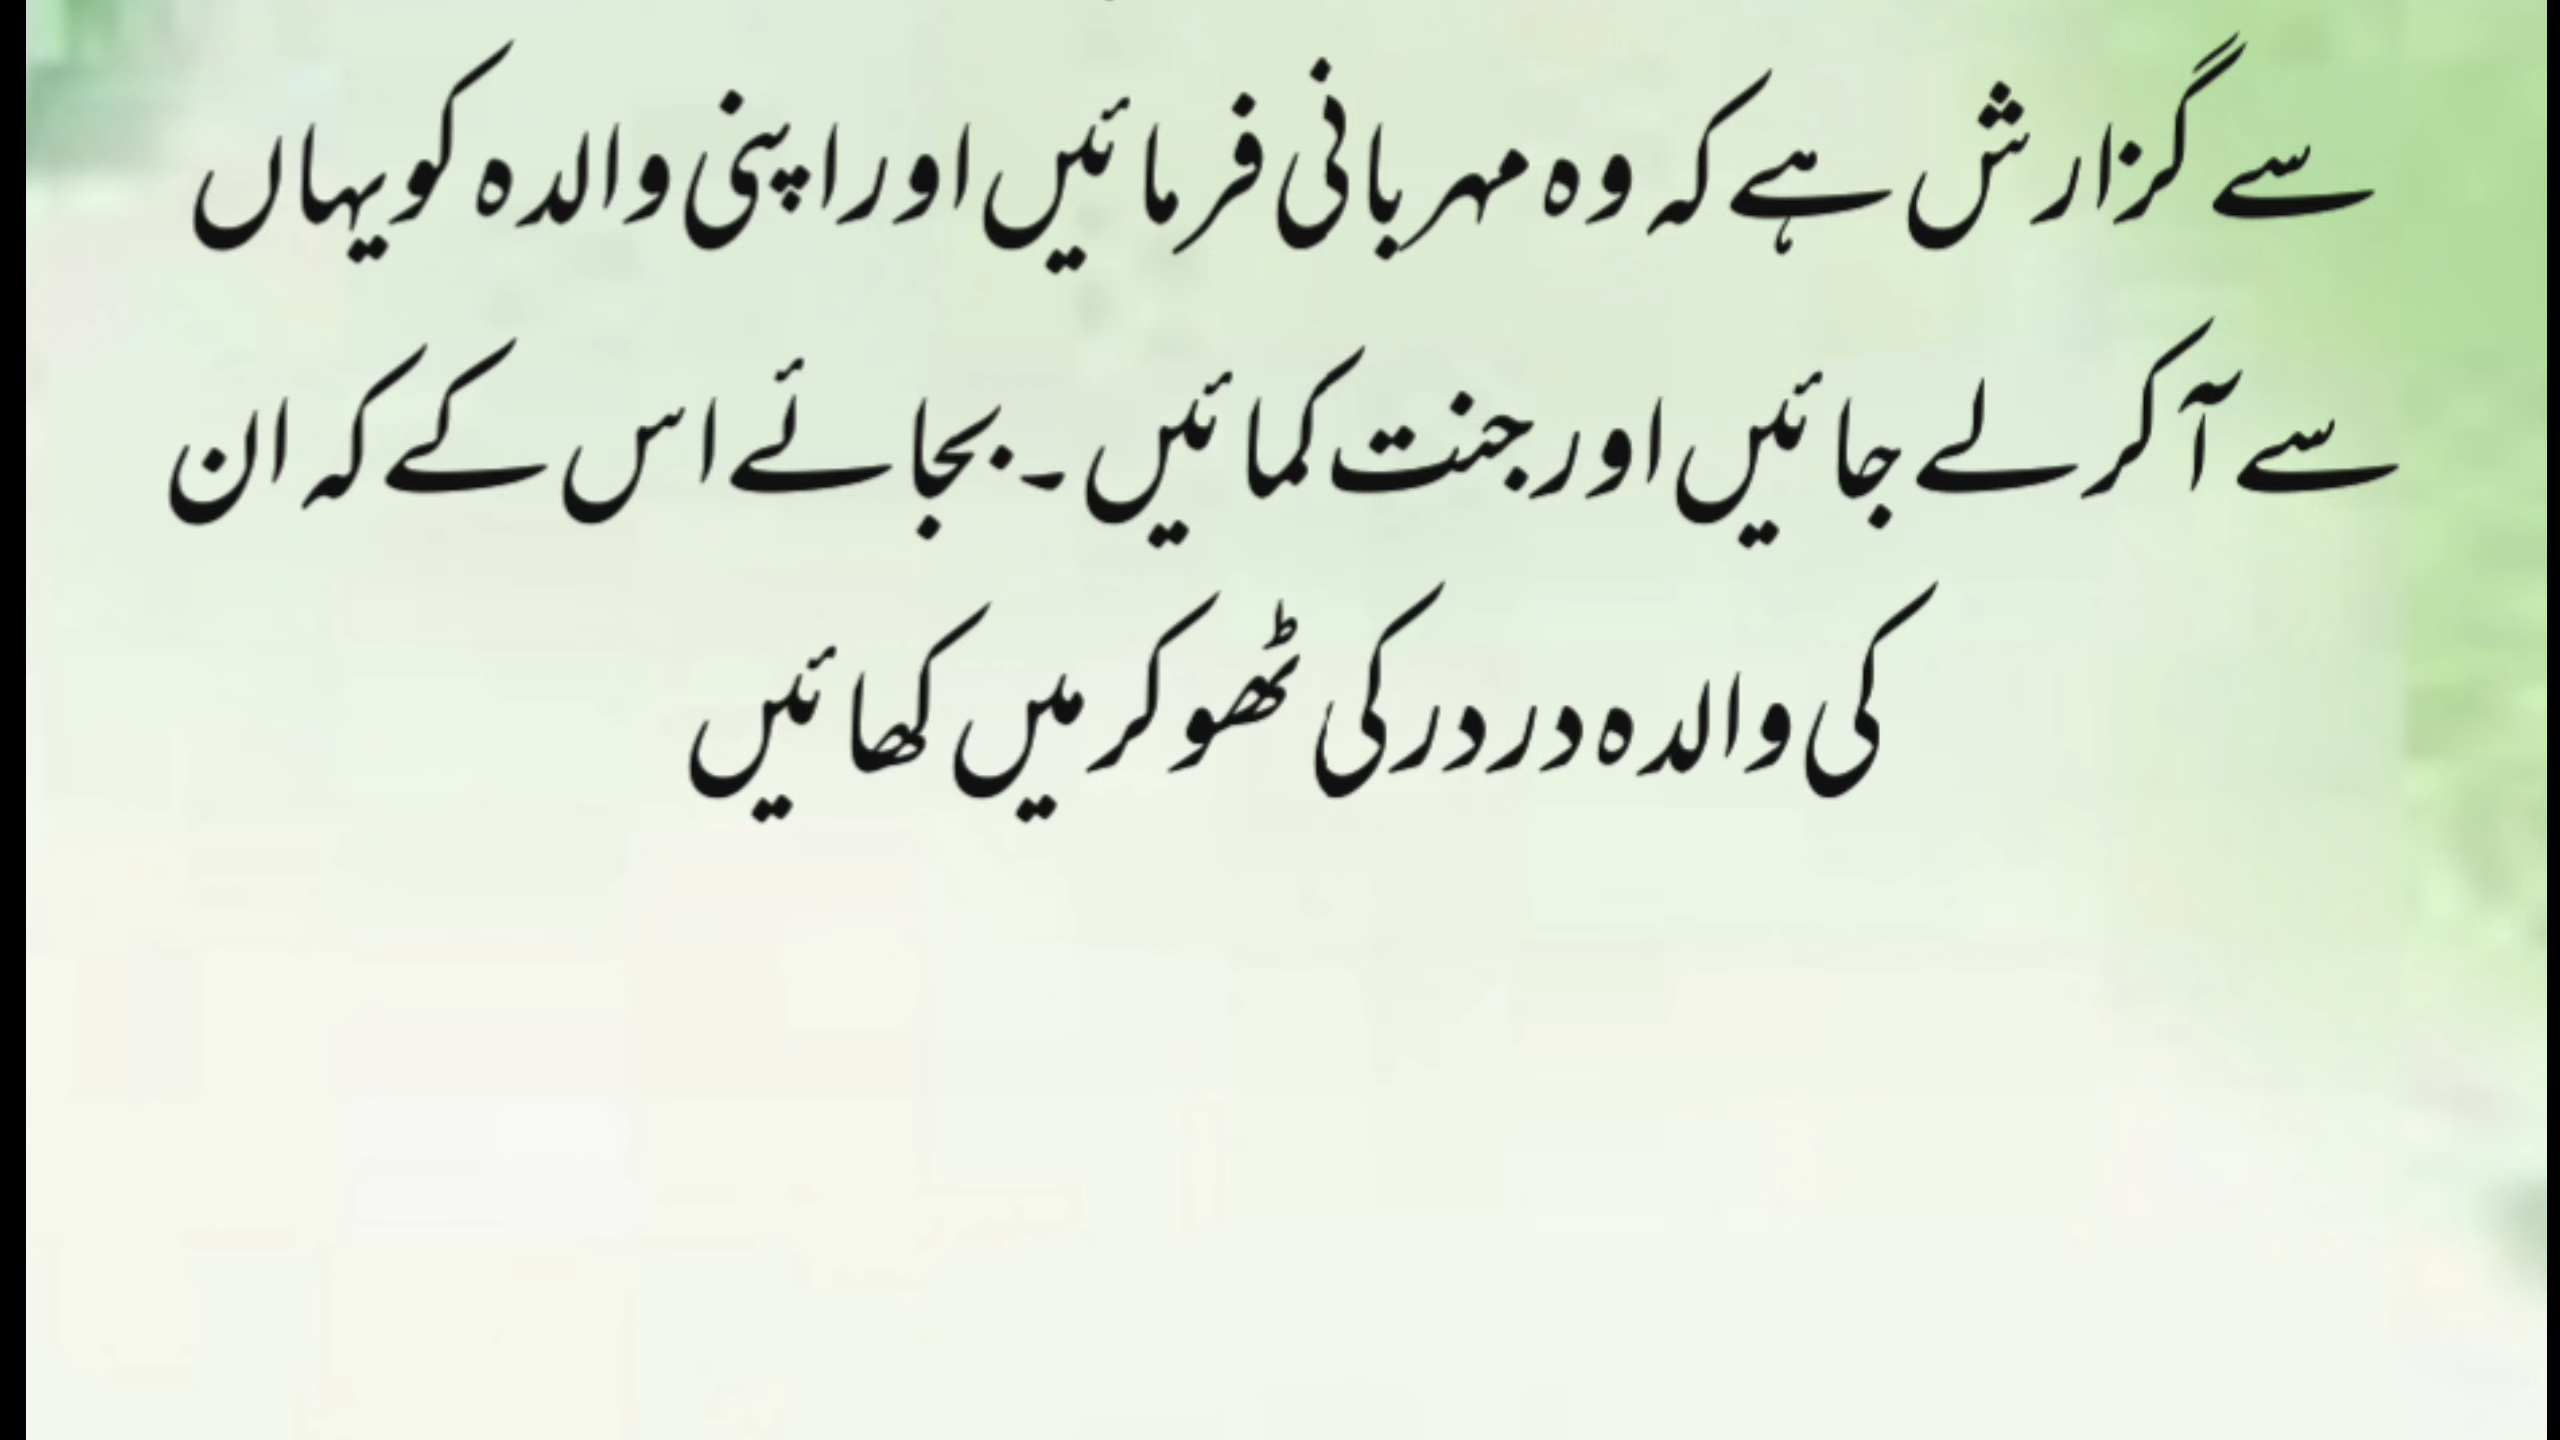 سے گزارش ہے کہ وہ مہربانی فرمائیں اور اپنی والدہ کو یہاں
سے آکر لے جائیں اور جنت کمائیں ۔ بجائے اس کے کہ ان
کی والدہ در در کی ٹھوکر میں کھائیں